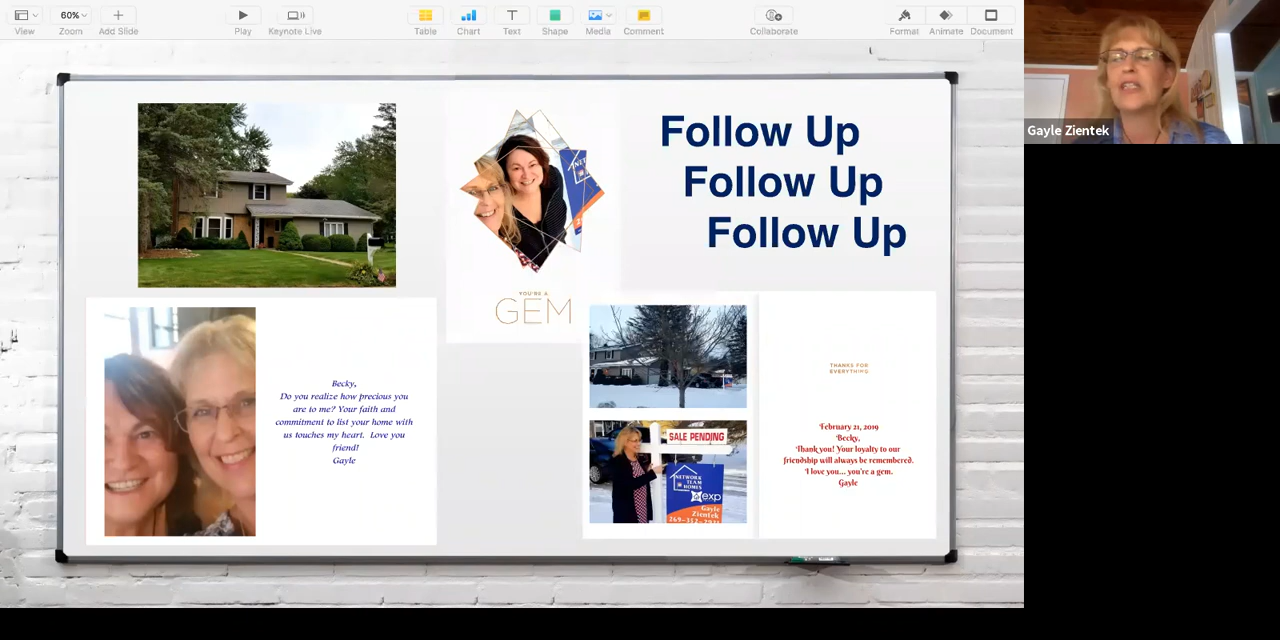 View
60%
Zoom
Add Slide
Play
Keynote Live
Table
Chart
Text
Shape
Media
Comment
Collaborate
Format
Animate
Document
Gayle Zientek
Follow Up
Follow Up
Follow Up
YOU'RE A
GEM
Becky,
Do you realize how precious you
are to me? Your faith and
commitment to list your home with
us touches my heart. Love you
friend!
Gayle
SALE PENDING
NETWORK
TEAM
HOMES
exp
Gayle
Zientek
THANKS FOR
EVERYTHING
February 21, 2019
Becky,
Thank you! Your loyalty to our
friendship will always be remembered.
I love you... you're a gem.
Gayle